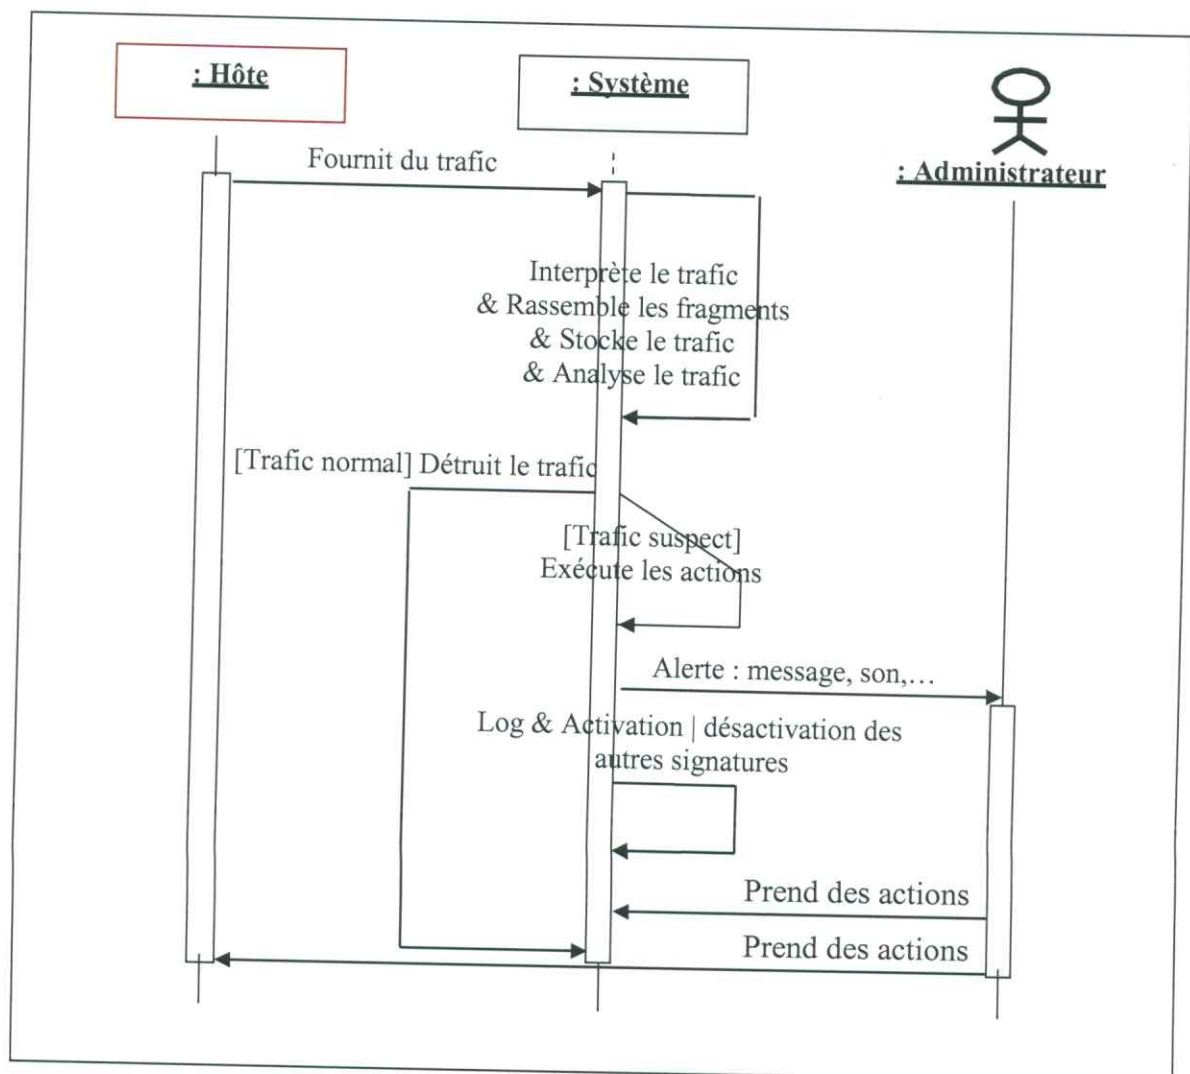 : Hôte
: Système
: Administrateur
Fournit du trafic
Interprète le trafic
& Rassemble les fragments
& Stocke le trafic
& Analyse le trafic
[Trafic normal] Détruit le trafic
[Trafic suspect]
Exécute les actions
Alerte : message, son,…
Log & Activation | désactivation des
autres signatures
Prend des actions
Prend des actions